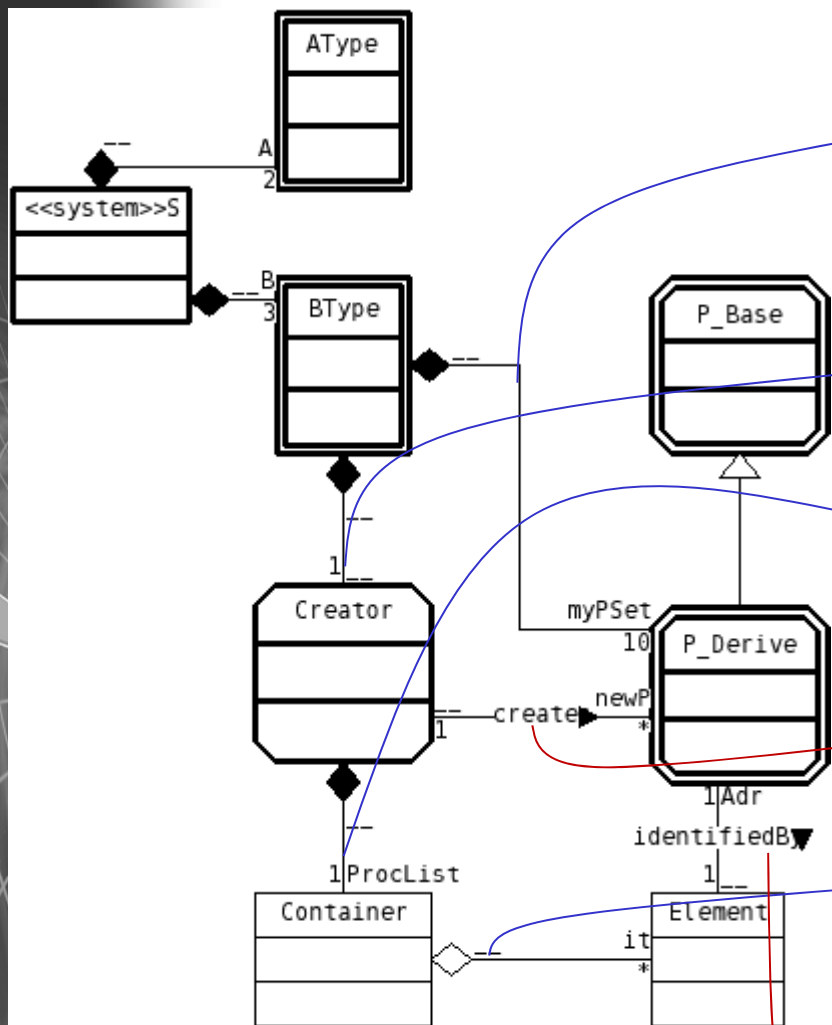 AType
--
A
2
<<system>>S
--
B
3
BType
--
P_Base
--
1
--
Creator
myPSet
10
P_Derive
--
1
create
newP
*
1
Adr
--
identifiedBy
1
ProcList
1
--
Container
Element
--
it
*